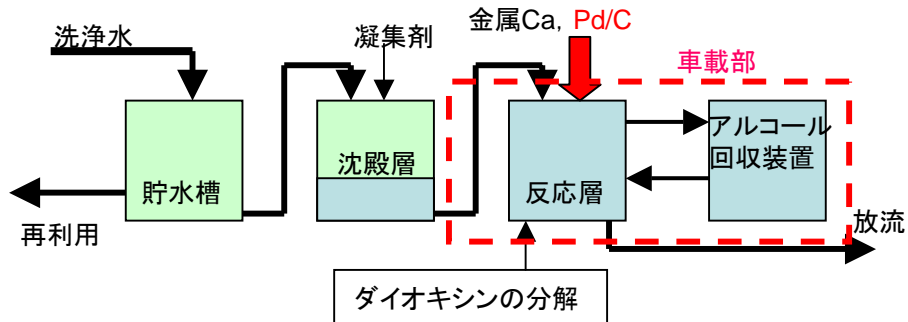 洗浄水
凝集剤
金属Ca, Pd/C
車載部
貯水槽
沈殿層
反応層
アルコール
回収装置
再利用
放流
ダイオキシンの分解